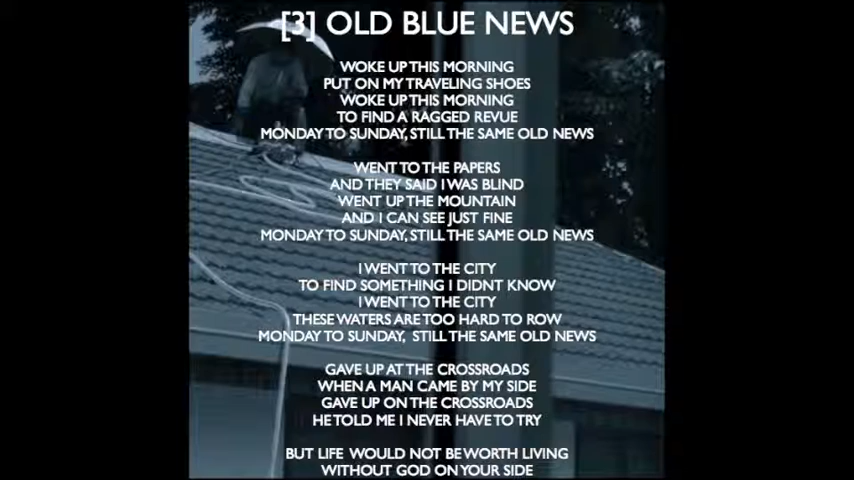 [3] OLD BLUE NEWS
WOKE UP THIS MORNING
PUT ON MY TRAVELING SHOES
WOKE UP THIS MORNING
TO FIND A RAGGED REVUE
MONDAY TO SUNDAY, STILL THE SAME OLD NEWS
WENT TO THE PAPERS
AND THEY SAID I WAS BLIND
WENT UP THE MOUNTAIN
AND I CAN SEE JUST FINE
MONDAY TO SUNDAY, STILL THE SAME OLD NEWS
I WENT TO THE CITY
TO FIND SOMETHING I DIDNT KNOW
I WENT TO THE CITY
THESE WATERS ARE TOO HARD TO ROW
MONDAY TO SUNDAY, STILL THE SAME OLD NEWS
GAVE UP AT THE CROSSROADS
WHEN A MAN CAME BY MY SIDE
GAVE UP ON THE CROSSROADS
HE TOLD ME I NEVER HAVE TO TRY
BUT LIFE WOULD NOT BE WORTH LIVING
WITHOUT GOD ON YOUR SIDE